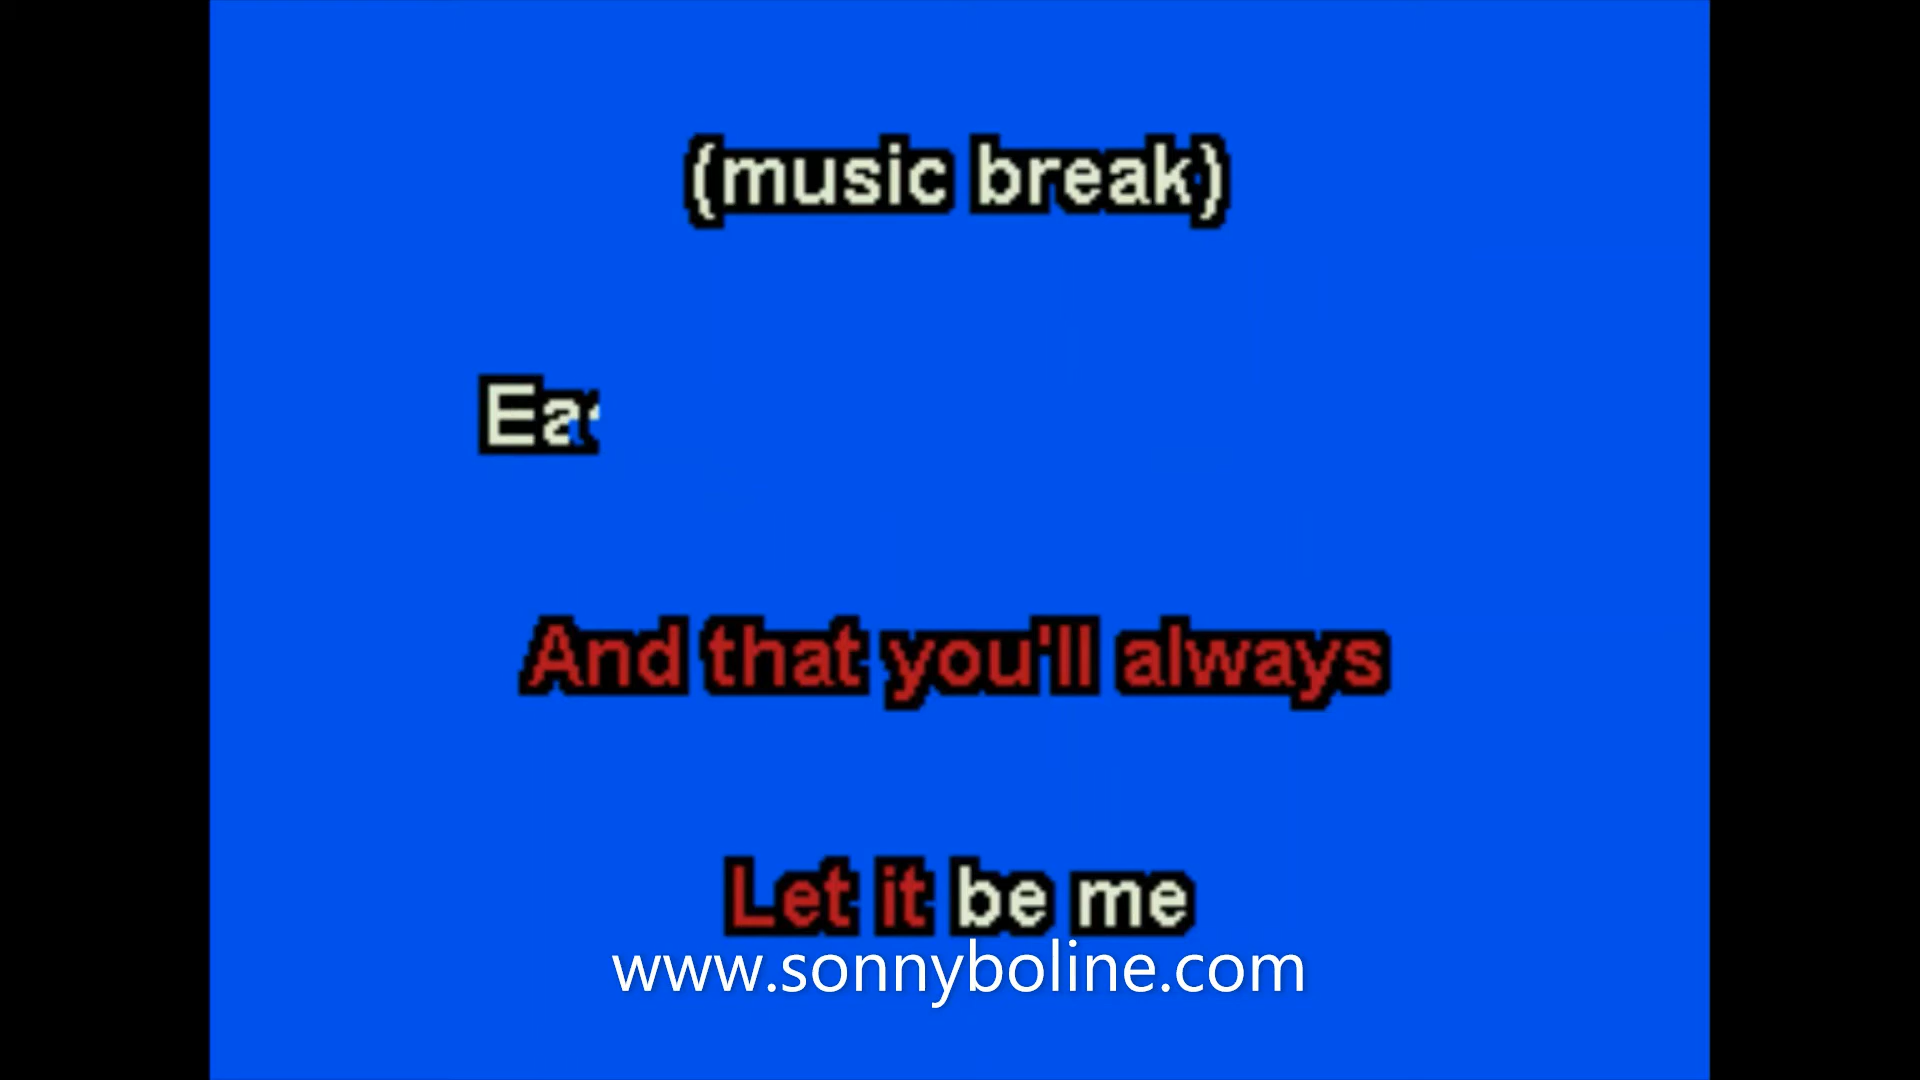 (music break)
And that you'll always
Let it be me
www.sonnyboline.com